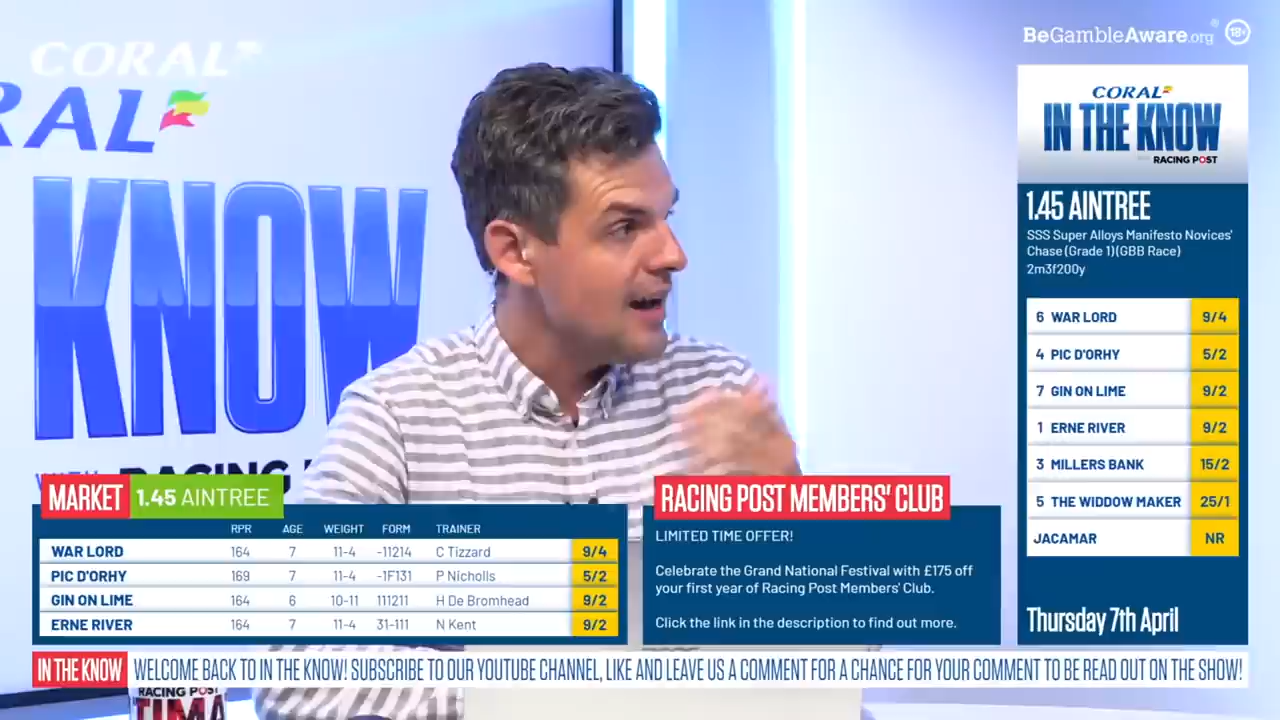 CORAL
RAL
KNOW
RACING
BeGambleAware.org 18+
CORAL
IN THE KNOW
WITH RACING POST
1.45 AINTREE
SSS Super Alloys Manifesto Novices'
Chase (Grade 1) (GBB Race)
2m3f200y
6 WAR LORD 9/4
4 PIC D'ORHY 5/2
7 GIN ON LIME 9/2
1 ERNE RIVER 9/2
3 MILLERS BANK 15/2
5 THE WIDDOW MAKER 25/1
JACAMAR NR
Thursday 7th April
MARKET 1.45 AINTREE
RPR AGE WEIGHT FORM TRAINER
WAR LORD 164 7 11-4 -11214 C Tizzard 9/4
PIC D'ORHY 169 7 11-4 -1F131 P Nicholls 5/2
GIN ON LIME 164 6 10-11 111211 H De Bromhead 9/2
ERNE RIVER 164 7 11-4 31-111 N Kent 9/2
RACING POST MEMBERS' CLUB
LIMITED TIME OFFER!
Celebrate the Grand National Festival with £175 off
your first year of Racing Post Members' Club.
Click the link in the description to find out more.
IN THE KNOW WELCOME BACK TO IN THE KNOW! SUBSCRIBE TO OUR YOUTUBE CHANNEL, LIKE AND LEAVE US A COMMENT FOR A CHANCE FOR YOUR COMMENT TO BE READ OUT ON THE SHOW!
RACING POST